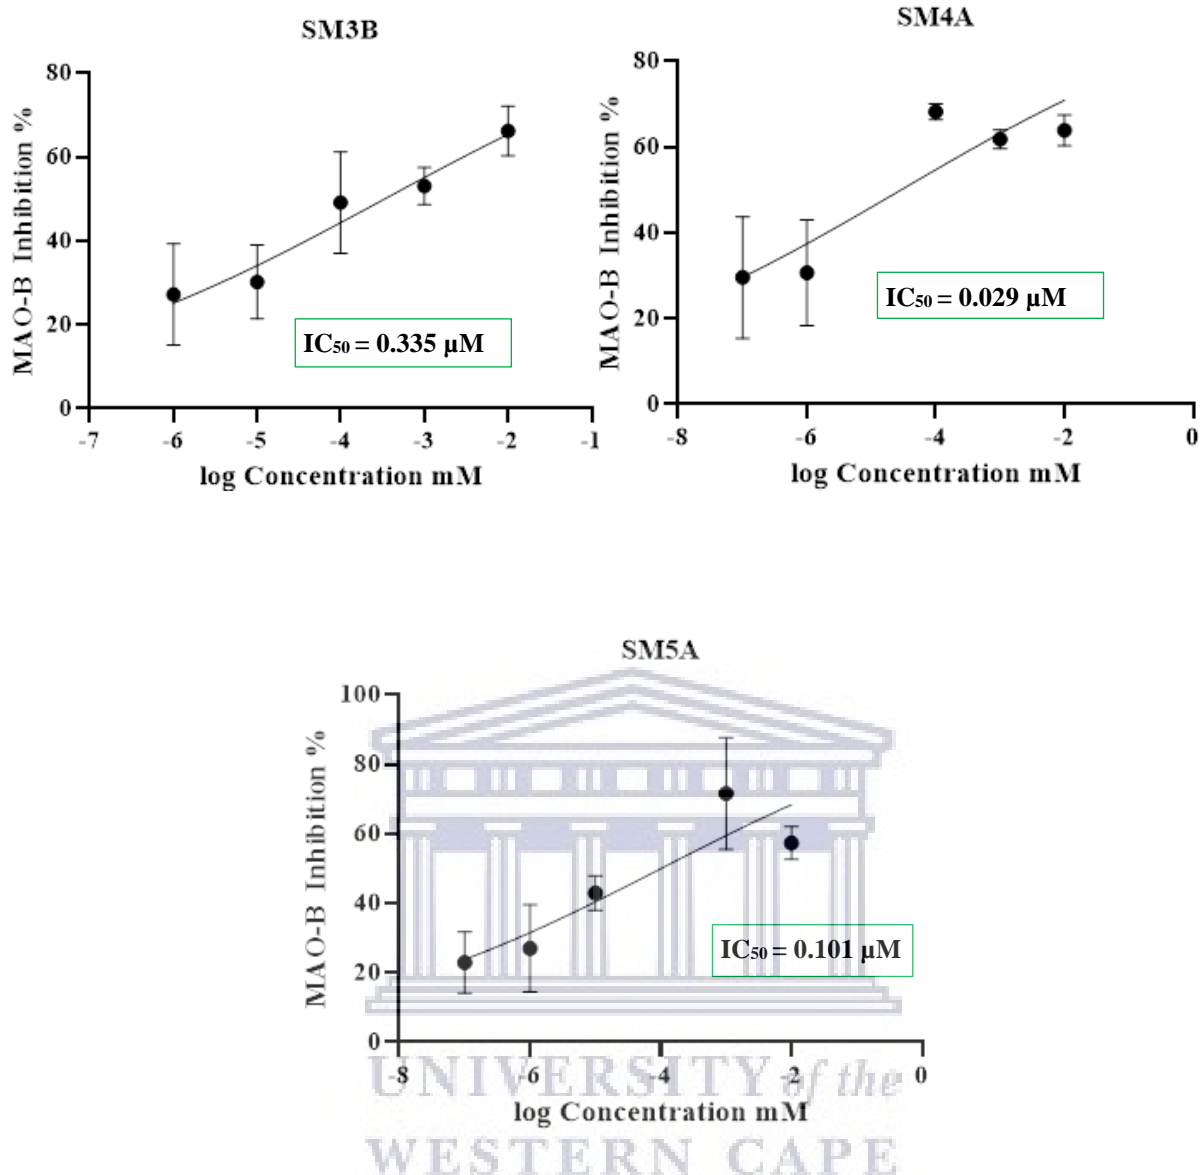 SM3B
MAO-B Inhibition %
80
60
40
20
0
IC₅₀ = 0.335 µM
-7 -6 -5 -4 -3 -2 -1
log Concentration mM
SM4A
MAO-B Inhibition %
80
60
40
20
0
IC₅₀ = 0.029 µM
-8 -6 -4 -2 0
log Concentration mM
SM5A
MAO-B Inhibition %
100
80
60
40
20
0
IC₅₀ = 0.101 µM
-8 -6 -4 -2 0
log Concentration mM
UNIVERSITY of the
WESTERN CAPE